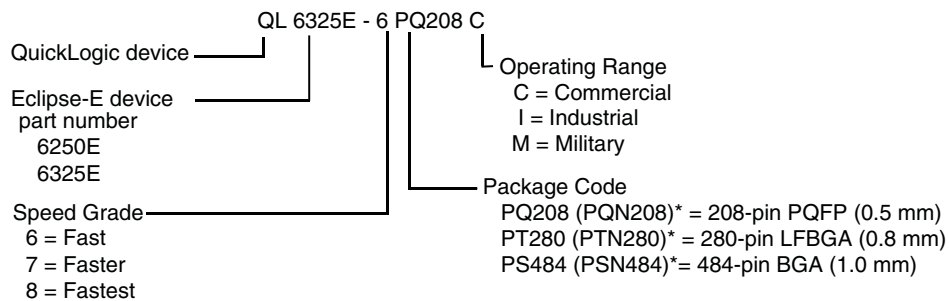 QL 6325E - 6 PQ208 C
QuickLogic device
Operating Range
C = Commercial
I = Industrial
M = Military
Eclipse-E device
part number
6250E
6325E
Package Code
PQ208 (PQN208)* = 208-pin PQFP (0.5 mm)
PT280 (PTN280)* = 280-pin LFBGA (0.8 mm)
PS484 (PSN484)*= 484-pin BGA (1.0 mm)
Speed Grade
6 = Fast
7 = Faster
8 = Fastest